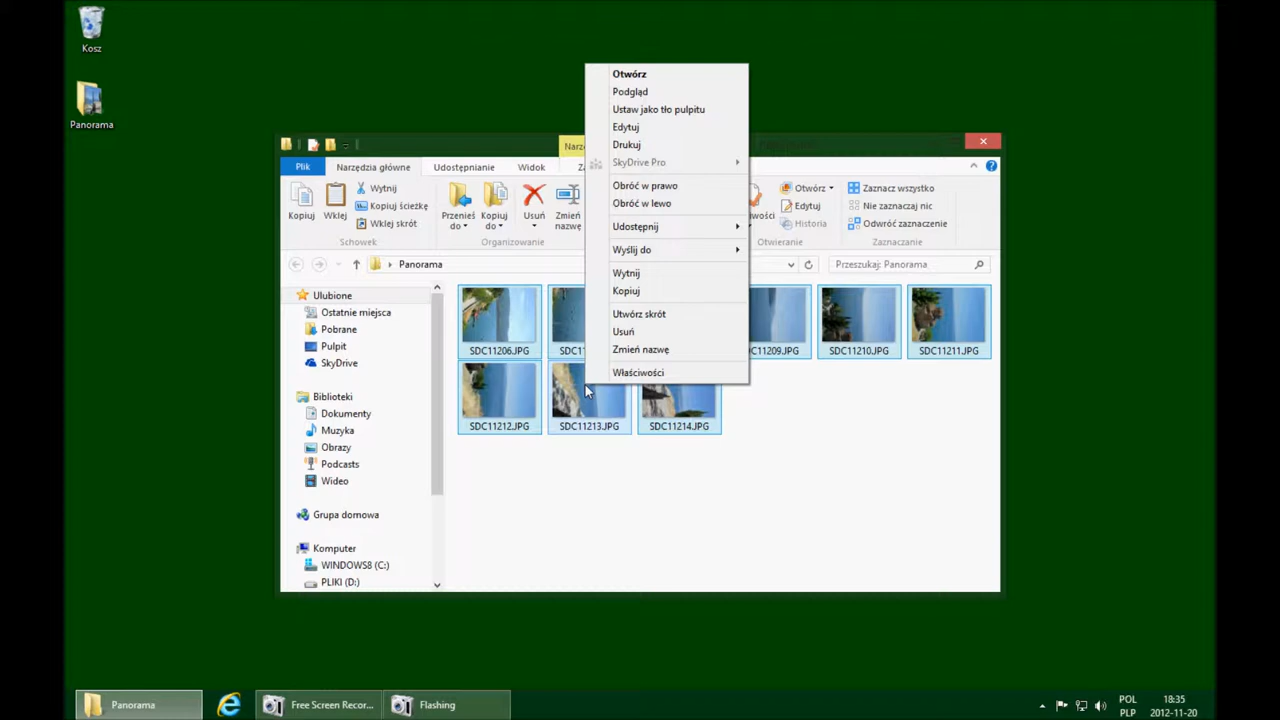 Kosz
Panorama
Narzę
Plik
Narzędzia główne
Udostępnianie
Widok
Kopiuj
Wklej
Wytnij
Kopiuj ścieżkę
Wklej skrót
Schowek
Przenieś
do
Kopiuj
do
Usuń
Zmień
nazwę
Organizowanie
Otwórz
Edytuj
Historia
Otwieranie
Zaznacz wszystko
Nie zaznaczaj nic
Odwróć zaznaczenie
Zaznaczanie
Panorama
Przeszukaj: Panorama
Ulubione
Ostatnie miejsca
Pobrane
Pulpit
SkyDrive
Biblioteki
Dokumenty
Muzyka
Obrazy
Podcasts
Wideo
Grupa domowa
Komputer
WINDOWS8 (C:)
PLIKI (D:)
Otwórz
Podgląd
Ustaw jako tło pulpitu
Edytuj
Drukuj
SkyDrive Pro
Obróć w prawo
Obróć w lewo
Udostępnij
Wyślij do
Wytnij
Kopiuj
Utwórz skrót
Usuń
Zmień nazwę
Właściwości
SDC11206.JPG
SDC11209.JPG
SDC11210.JPG
SDC11211.JPG
SDC11212.JPG
SDC11213.JPG
SDC11214.JPG
Panorama
Free Screen Recor...
Flashing
POL
PLP
18:35
2012-11-20